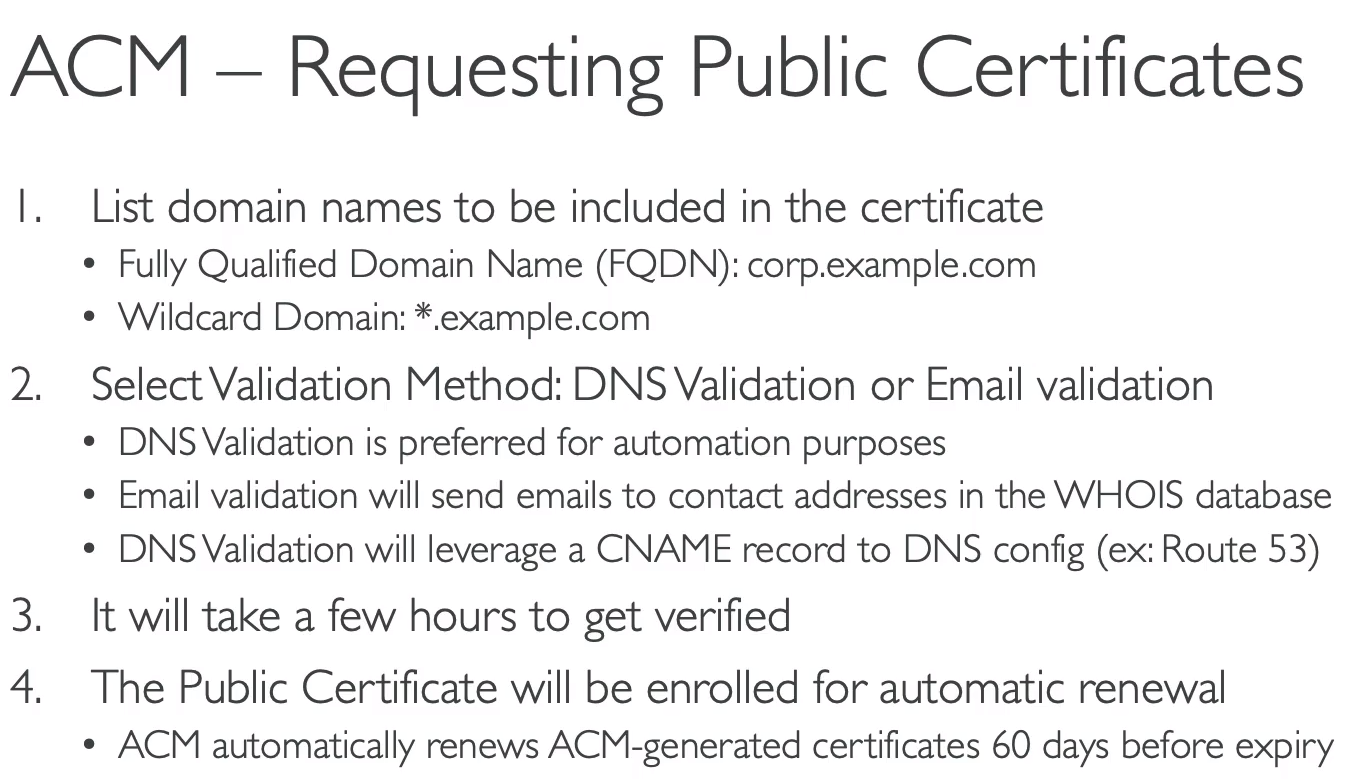 ACM – Requesting Public Certificates
1. List domain names to be included in the certificate
• Fully Qualified Domain Name (FQDN): corp.example.com
• Wildcard Domain: *.example.com
2. Select Validation Method: DNS Validation or Email validation
• DNS Validation is preferred for automation purposes
• Email validation will send emails to contact addresses in the WHOIS database
• DNS Validation will leverage a CNAME record to DNS config (ex: Route 53)
3. It will take a few hours to get verified
4. The Public Certificate will be enrolled for automatic renewal
• ACM automatically renews ACM-generated certificates 60 days before expiry